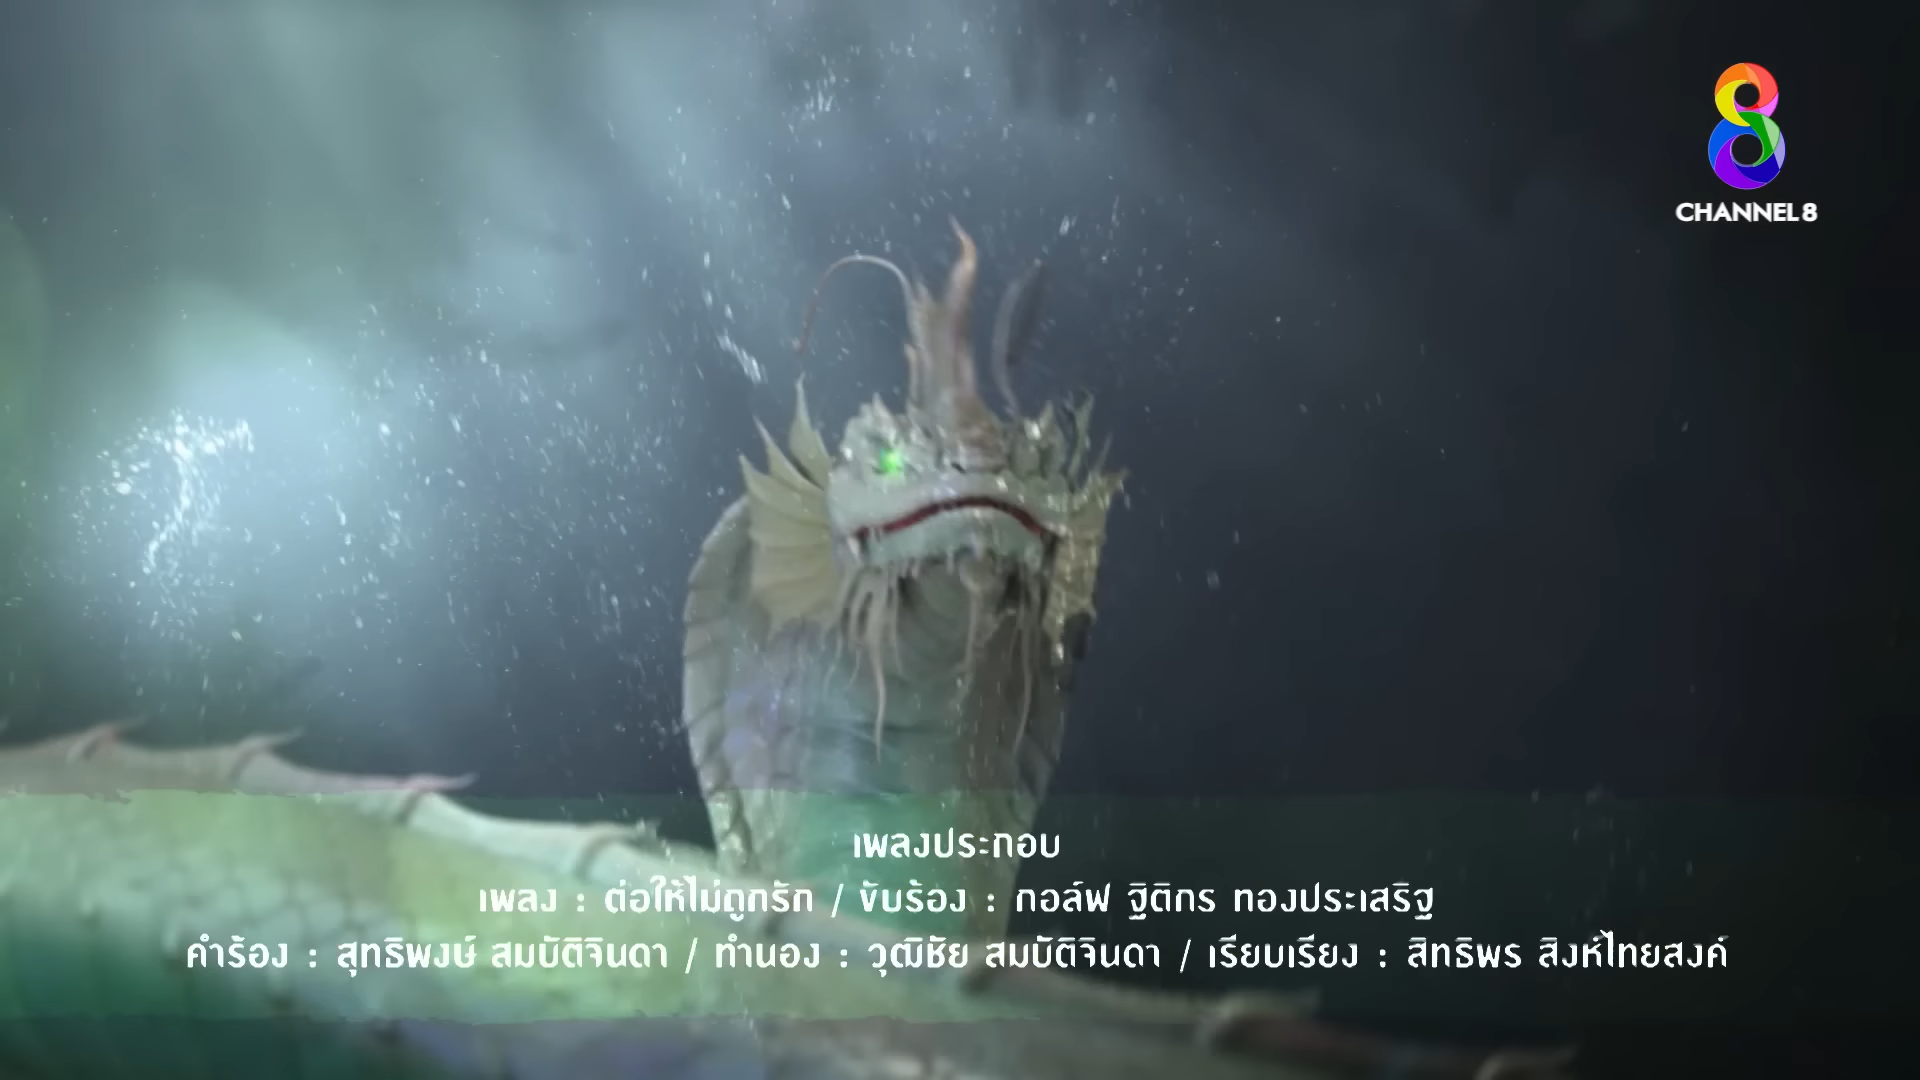 CHANNEL 8
เพลงประกอบ
เพลง : ต่อให้ไม่ถูกรัก / ขับร้อง : กอล์ฟ ฐิติกร ทองประเสริฐ
คำร้อง : สุทธิพงษ์ สมบัติจินดา / ทำนอง : วุฒิชัย สมบัติจินดา / เรียบเรียง : สิทธิพร สิงห์ไทยสงค์